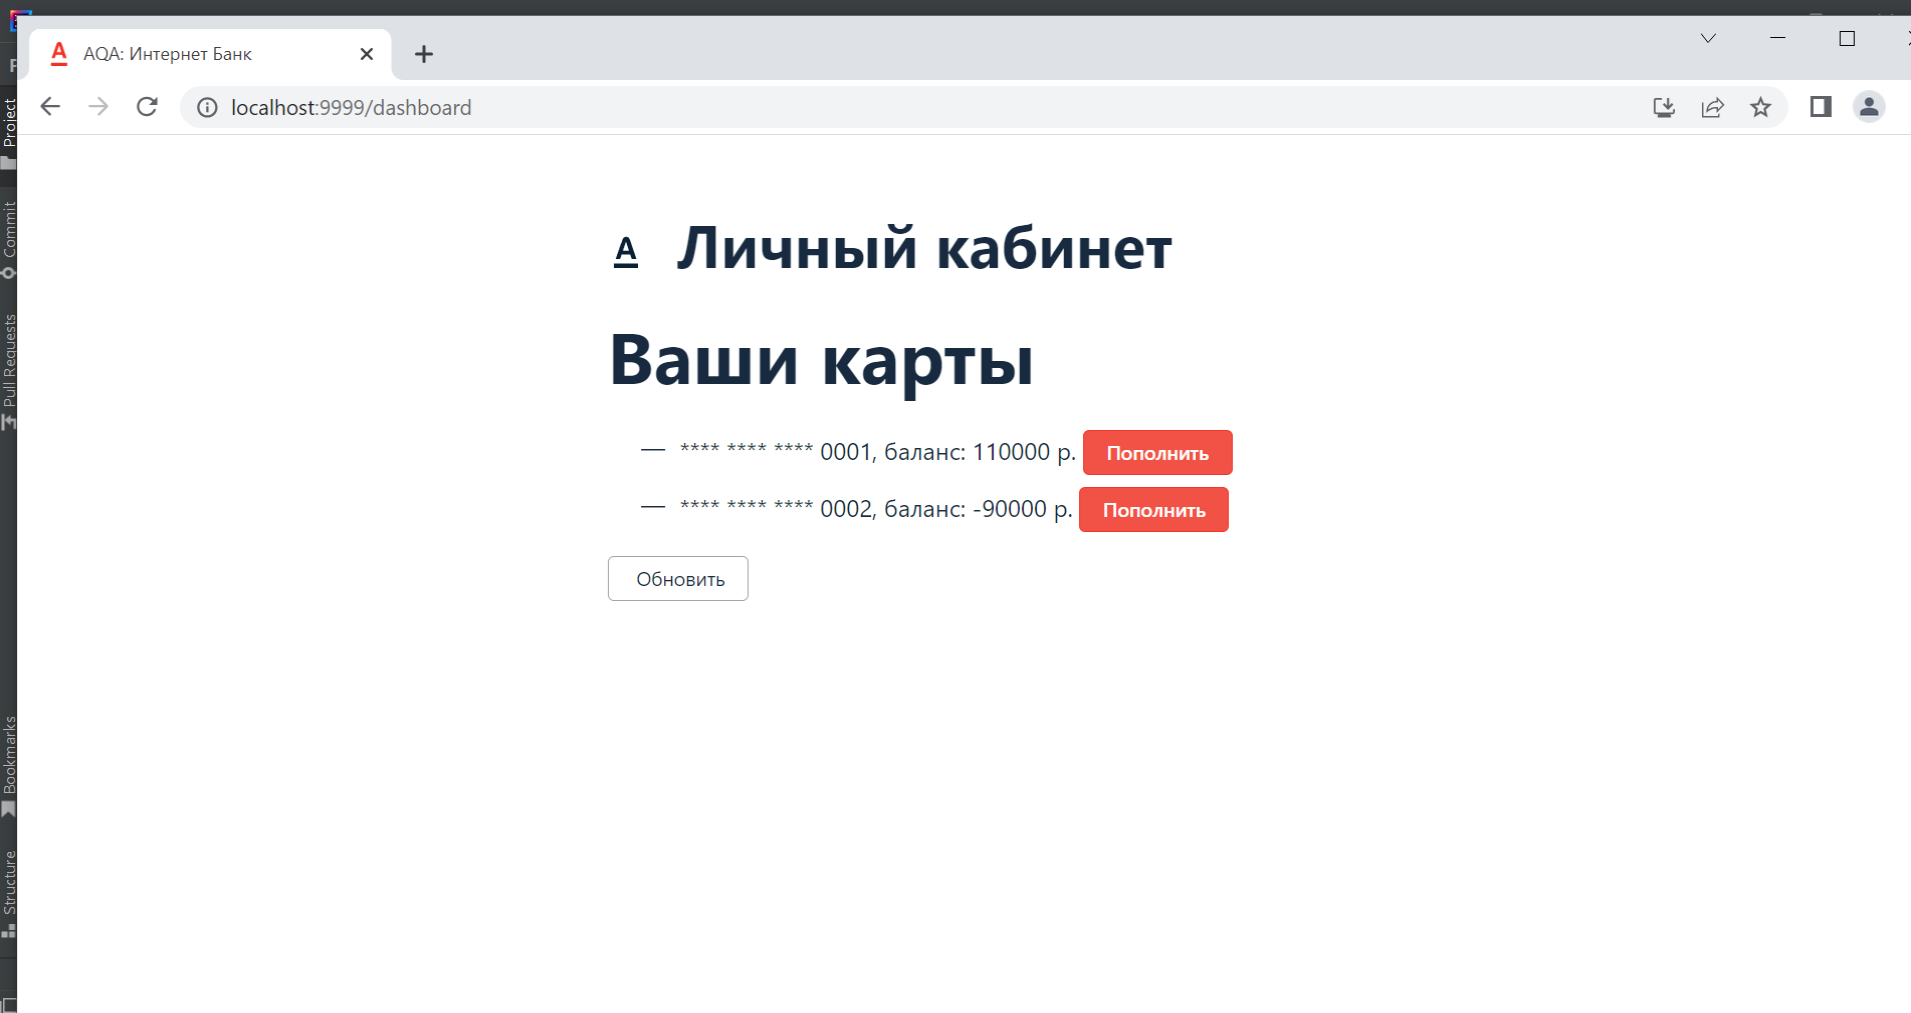 AQA: Интернет Банк
localhost:9999/dashboard
Project
Commit
Pull Requests
Bookmarks
Structure
A Личный кабинет
Ваши карты
— **** **** **** 0001, баланс: 110000 р. Пополнить
— **** **** **** 0002, баланс: -90000 р. Пополнить
Обновить